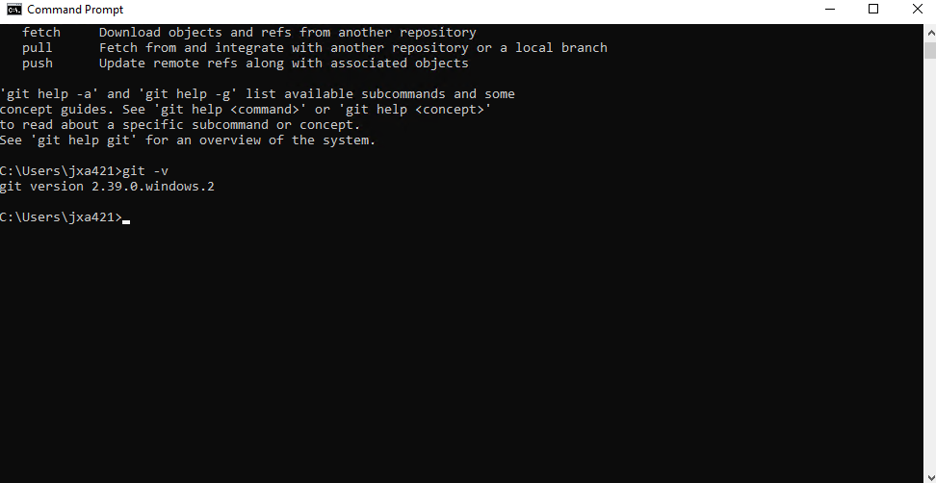 Command Prompt
fetch Download objects and refs from another repository
pull Fetch from and integrate with another repository or a local branch
push Update remote refs along with associated objects
'git help -a' and 'git help -g' list available subcommands and some
concept guides. See 'git help <command>' or 'git help <concept>'
to read about a specific subcommand or concept.
See 'git help git' for an overview of the system.
C:\Users\jxa421>git -v
git version 2.39.0.windows.2
C:\Users\jxa421>